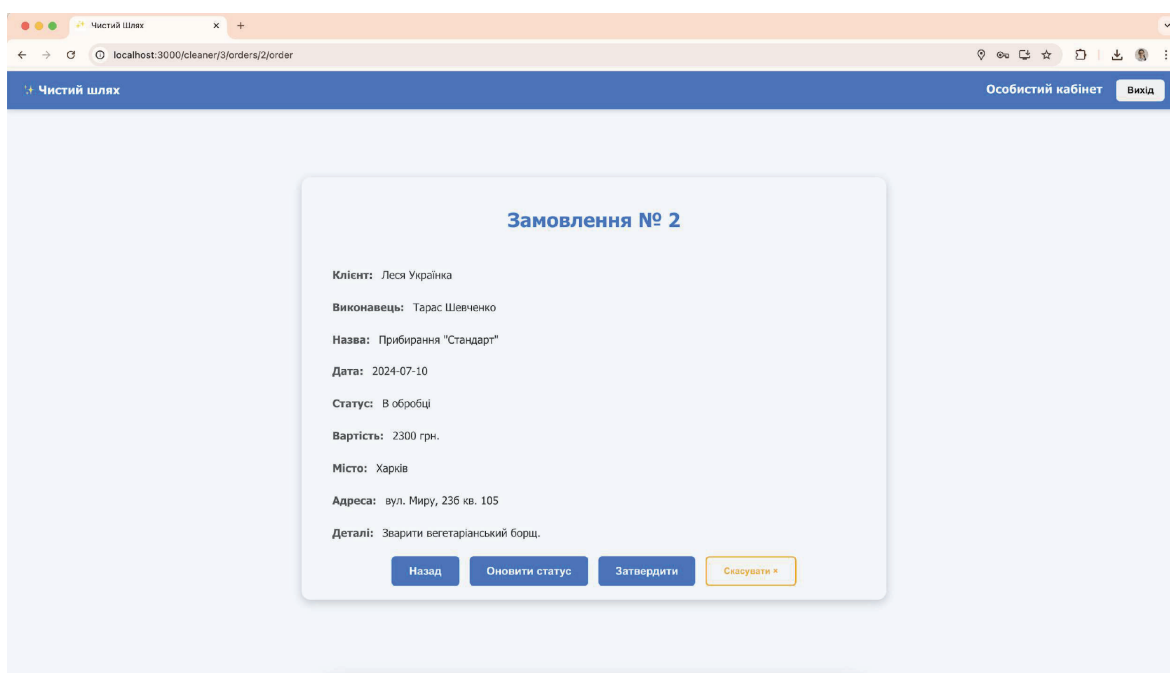 Чистий Шлях
localhost:3000/cleaner/3/orders/2/order
Чистий шлях
Особистий кабінет
Вихід
Замовлення № 2
Клієнт: Леся Українка
Виконавець: Тарас Шевченко
Назва: Прибирання "Стандарт"
Дата: 2024-07-10
Статус: В обробці
Вартість: 2300 грн.
Місто: Харків
Адреса: вул. Миру, 236 кв. 105
Деталі: Зварити вегетаріанський борщ.
Назад
Оновити статус
Затвердити
Скасувати ×